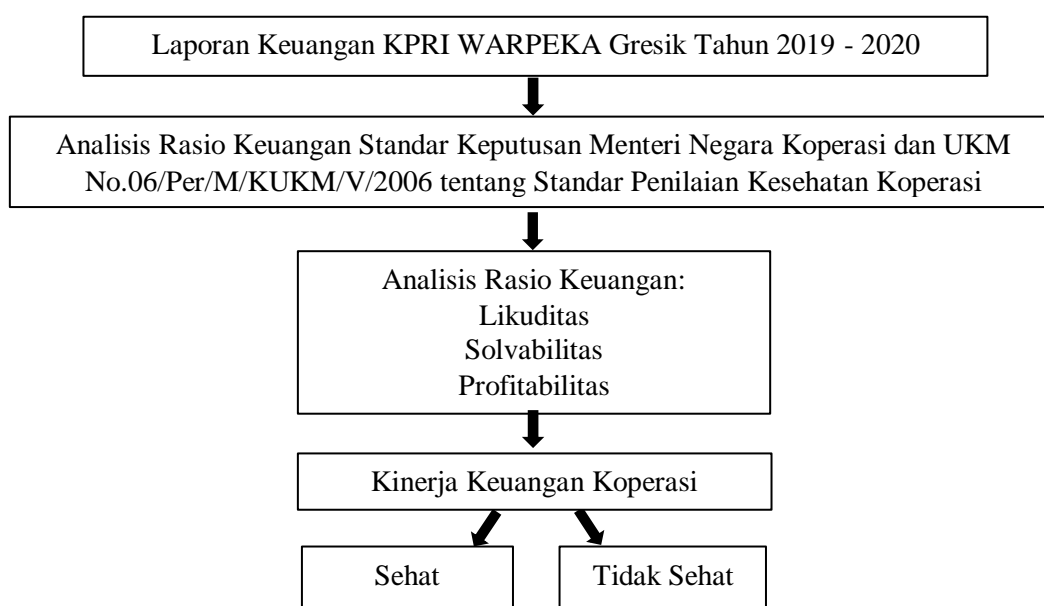 Laporan Keuangan KPRI WARPEKA Gresik Tahun 2019 - 2020
Analisis Rasio Keuangan Standar Keputusan Menteri Negara Koperasi dan UKM
No.06/Per/M/KUKM/V/2006 tentang Standar Penilaian Kesehatan Koperasi
Analisis Rasio Keuangan:
Likuditas
Solvabilitas
Profitabilitas
Kinerja Keuangan Koperasi
Sehat
Tidak Sehat